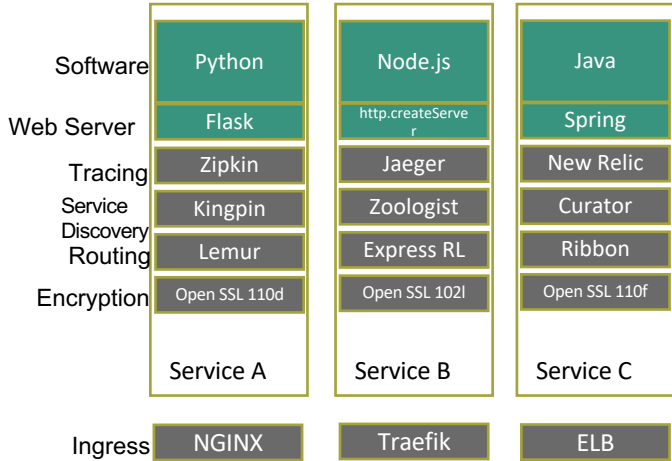 Software Python Node.js Java
Web Server Flask http.createServe
r Spring
Tracing Zipkin Jaeger New Relic
Service
Discovery Kingpin Zoologist Curator
Routing Lemur Express RL Ribbon
Encryption Open SSL 110d Open SSL 102l Open SSL 110f
Service A Service B Service C
Ingress NGINX Traefik ELB